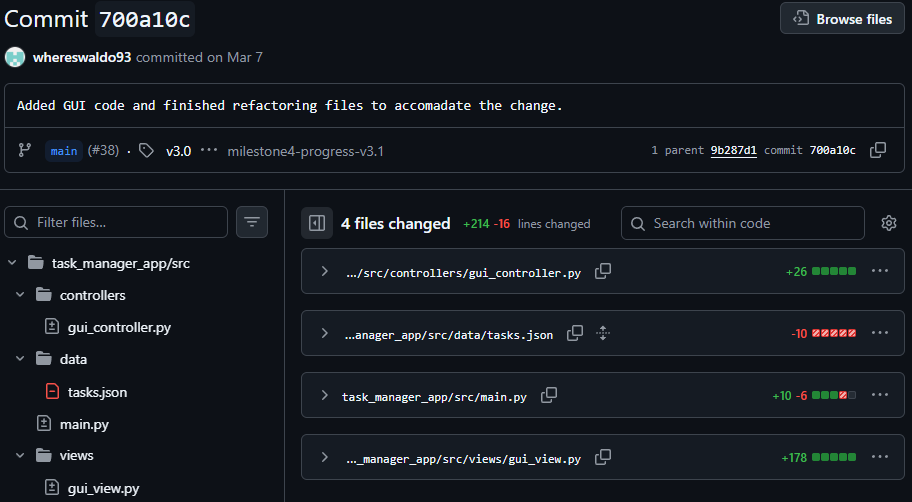 Commit 700a10c
Browse files
whereswaldo93 committed on Mar 7
Added GUI code and finished refactoring files to accomadate the change.
main (#38) · v3.0 ··· milestone4-progress-v3.1
1 parent 9b287d1 commit 700a10c
Filter files...
task_manager_app/src
controllers
gui_controller.py
data
tasks.json
main.py
views
gui_view.py
4 files changed +214 -16 lines changed
Search within code
.../src/controllers/gui_controller.py +26
...anager_app/src/data/tasks.json -10
task_manager_app/src/main.py +10 -6
..._manager_app/src/views/gui_view.py +178